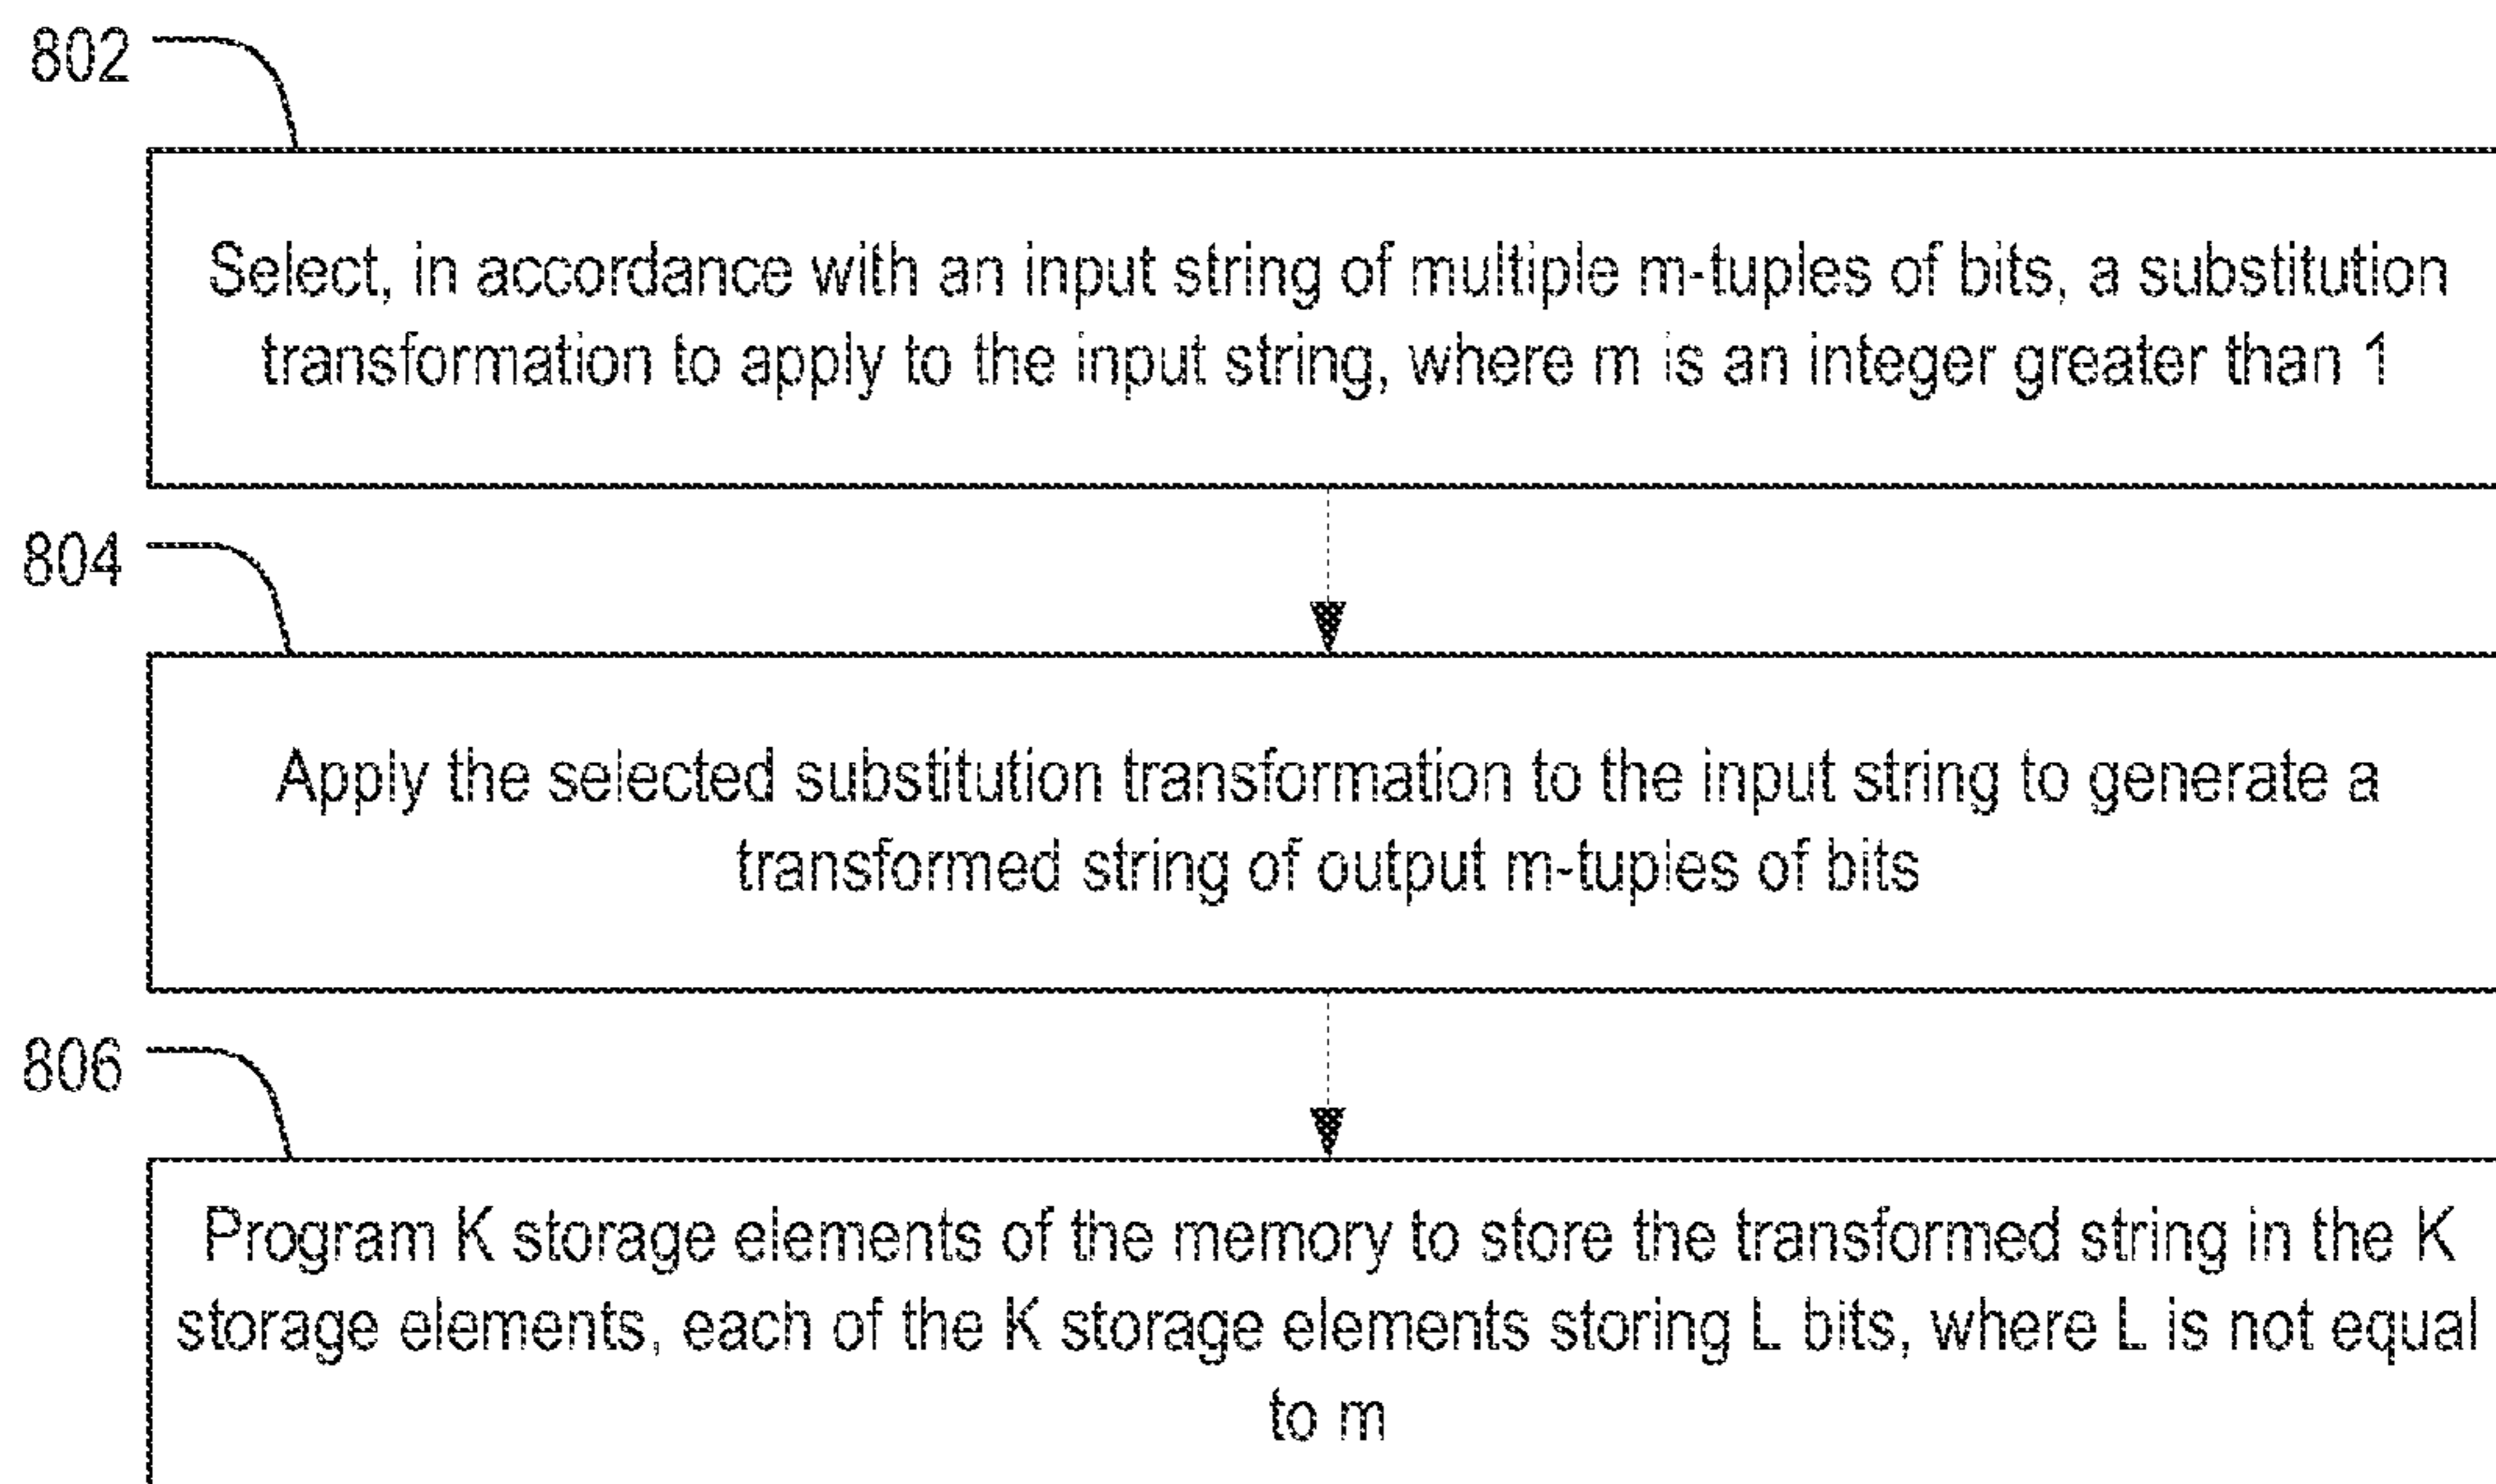 802
Select, in accordance with an input string of multiple m-tuples of bits, a substitution
transformation to apply to the input string, where m is an integer greater than 1
804
Apply the selected substitution transformation to the input string to generate a
transformed string of output m-tuples of bits
806
Program K storage elements of the memory to store the transformed string in the K
storage elements, each of the K storage elements storing L bits, where L is not equal
to m